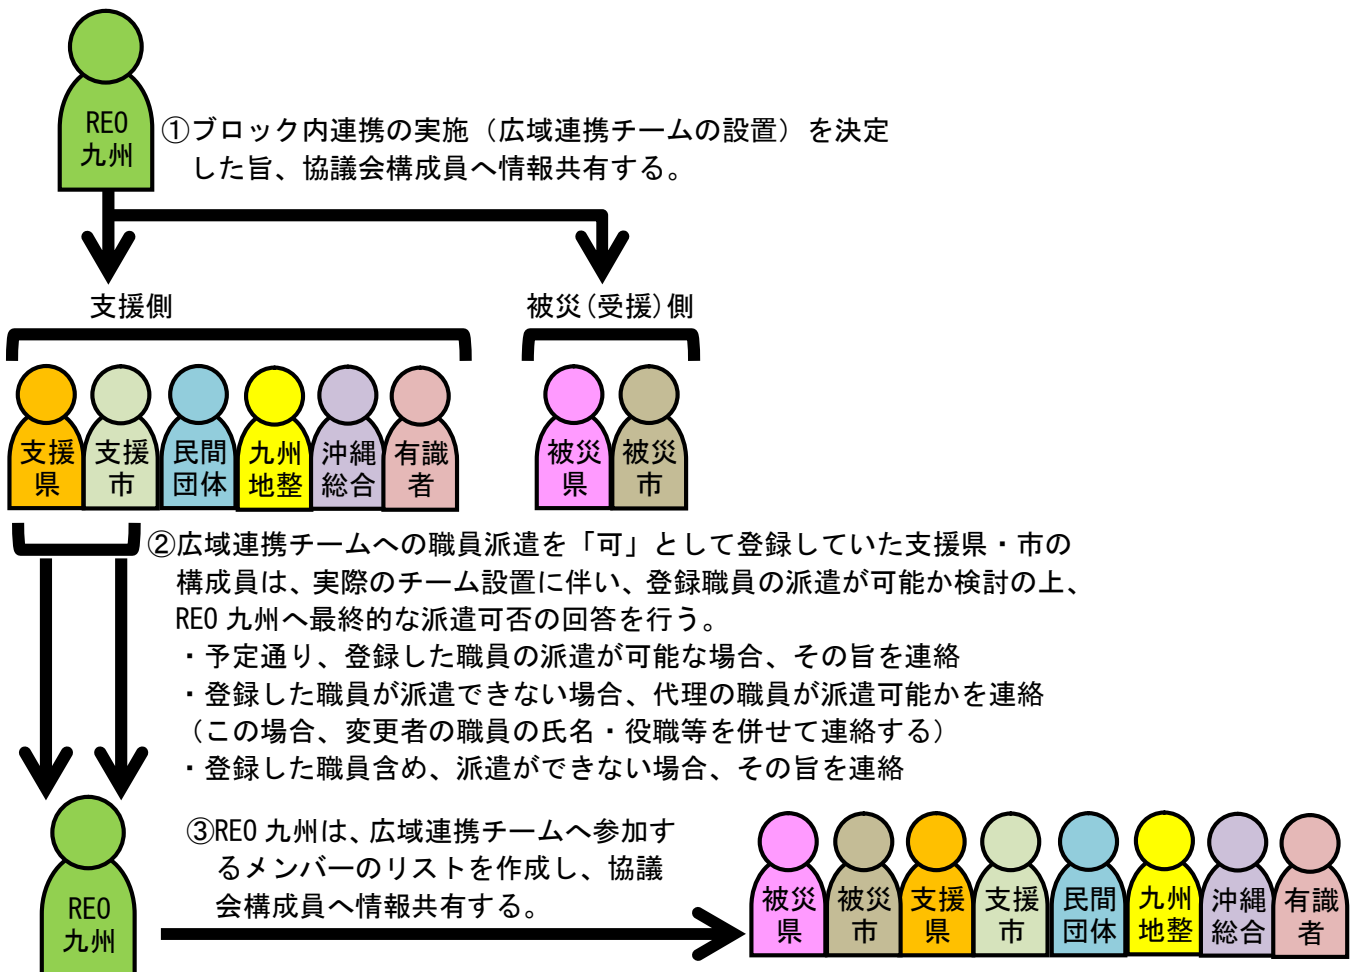 REO
九州
①ブロック内連携の実施（広域連携チームの設置）を決定
した旨、協議会構成員へ情報共有する。
支援側
被災(受援)側
支援
県
支援
市
民間
団体
九州
地整
沖縄
総合
有識
者
被災
県
被災
市
②広域連携チームへの職員派遣を「可」として登録していた支援県・市の
構成員は、実際のチーム設置に伴い、登録職員の派遣が可能か検討の上、
REO 九州へ最終的な派遣可否の回答を行う。
・予定通り、登録した職員の派遣が可能な場合、その旨を連絡
・登録した職員が派遣できない場合、代理の職員が派遣可能かを連絡
（この場合、変更者の職員の氏名・役職等を併せて連絡する）
・登録した職員含め、派遣ができない場合、その旨を連絡
REO
九州
③REO 九州は、広域連携チームへ参加す
るメンバーのリストを作成し、協議
会構成員へ情報共有する。
被災
県
被災
市
支援
県
支援
市
民間
団体
九州
地整
沖縄
総合
有識
者